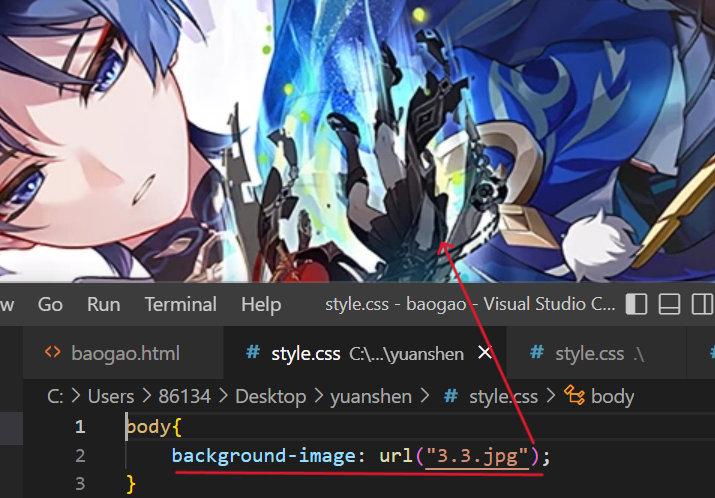 w Go Run Terminal Help style.css - baogao - Visual Studio C...
baogao.html # style.css C:\...\yuanshen × # style.css .\ #
C: > Users > 86134 > Desktop > yuanshen > # style.css > body
1 body{
2 background-image: url("3.3.jpg");
3 }